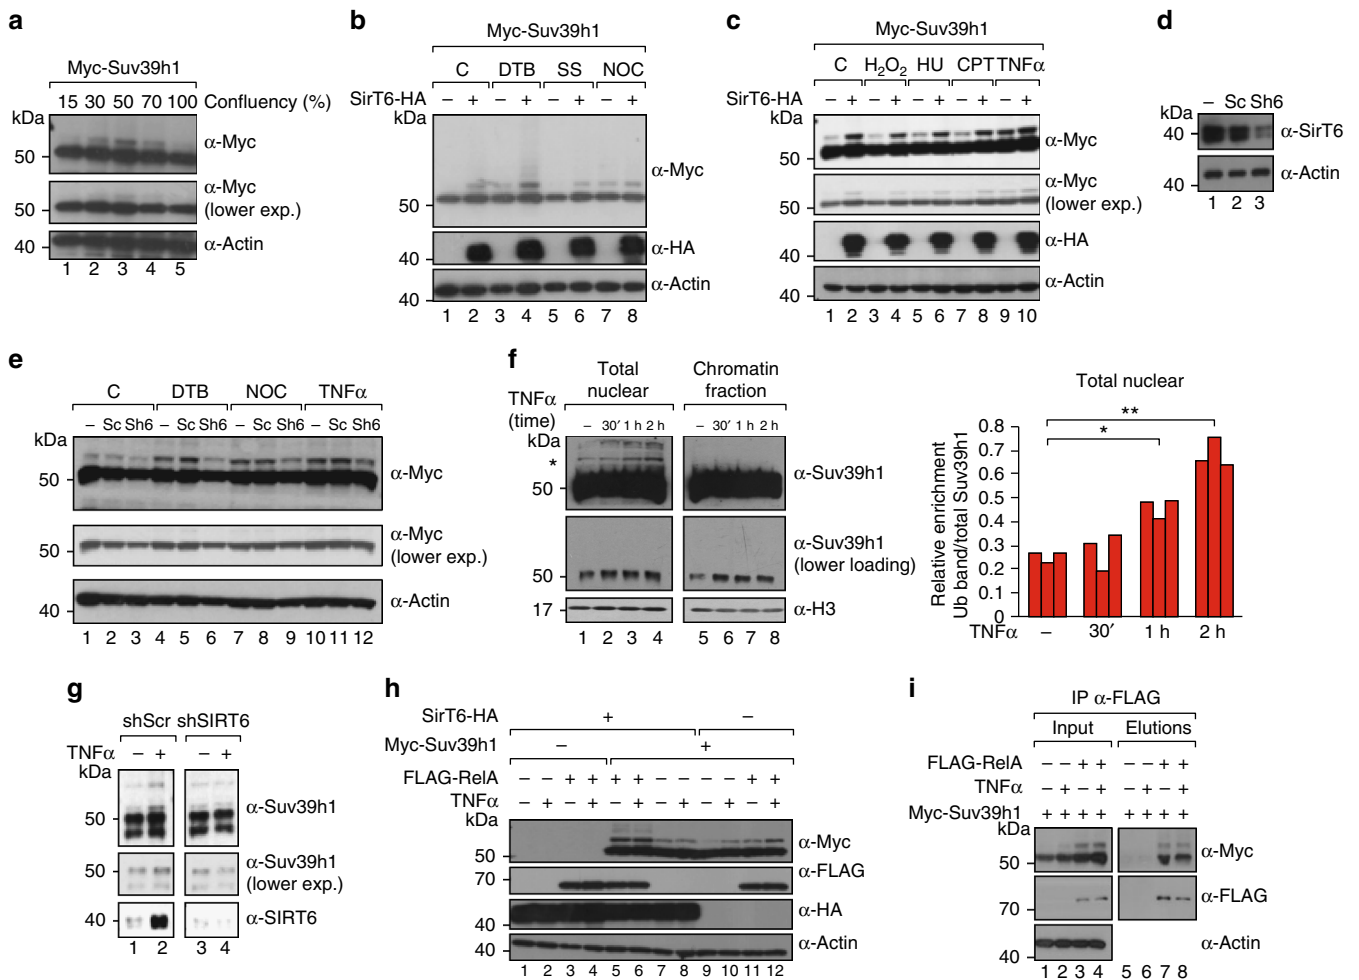 a
Myc-Suv39h1
15 30 50 70 100 Confluency (%)
kDa
α-Myc
50
α-Myc
(lower exp.)
50
40
α-Actin
1 2 3 4 5
b
Myc-Suv39h1
C DTB SS NOC
SirT6-HA – + – + – + – +
kDa
α-Myc
50
α-HA
40
α-Actin
40
1 2 3 4 5 6 7 8
c
Myc-Suv39h1
C H2O2 HU CPT TNFα
SirT6-HA – + – + – + – + – +
kDa
α-Myc
50
α-Myc
(lower exp.)
50
α-HA
40
α-Actin
40
1 2 3 4 5 6 7 8 9 10
d
– Sc Sh6
kDa
40 α-SirT6
α-Actin
40
1 2 3
e
C DTB NOC TNFα
– Sc Sh6 – Sc Sh6 – Sc Sh6 – Sc Sh6
kDa
50 α-Myc
α-Myc
(lower exp.)
50
α-Actin
40
1 2 3 4 5 6 7 8 9 10 11 12
f
Total
nuclear
Chromatin
fraction
TNFα
(time)
– 30′ 1 h 2 h – 30′ 1 h 2 h
kDa
*
50
α-Suv39h1
α-Suv39h1
(lower loading)
50
17 α-H3
1 2 3 4 5 6 7 8
Total nuclear
**
*
Relative enrichment
Ub band/total Suv39h1
0.8
0.7
0.6
0.5
0.4
0.3
0.2
0.1
0
TNFα – 30′ 1 h 2 h
g
shScr shSIRT6
TNFα – + – +
kDa
50 α-Suv39h1
50 α-Suv39h1
(lower exp.)
40 α-SIRT6
1 2 3 4
h
SirT6-HA + –
Myc-Suv39h1 – +
FLAG-RelA – – + + + + – – – – + +
TNFα – + – + – + – + – + – +
kDa
50 α-Myc
70 α-FLAG
α-HA
40
40 α-Actin
1 2 3 4 5 6 7 8 9 10 11 12
i
IP α-FLAG
Input Elutions
FLAG-RelA – – + + – – + +
TNFα – + – + – + – +
Myc-Suv39h1 + + + + + + + +
kDa
50 α-Myc
α-FLAG
70
α-Actin
40
1 2 3 4 5 6 7 8